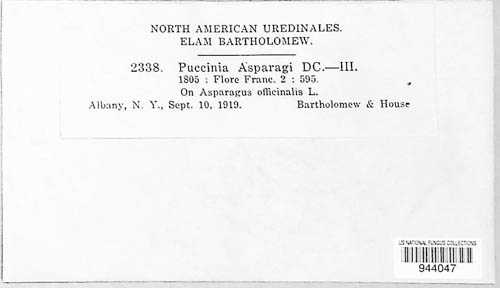 NORTH AMERICAN UREDINALES.
ELAM BARTHOLOMEW.
2338. Puccinia Asparagi DC.—III.
1805 : Flore Franc. 2 : 595.
On Asparagus officinalis L.
Albany, N. Y., Sept. 10, 1919. Bartholomew & House
US NATIONAL FUNGUS COLLECTIONS
944047